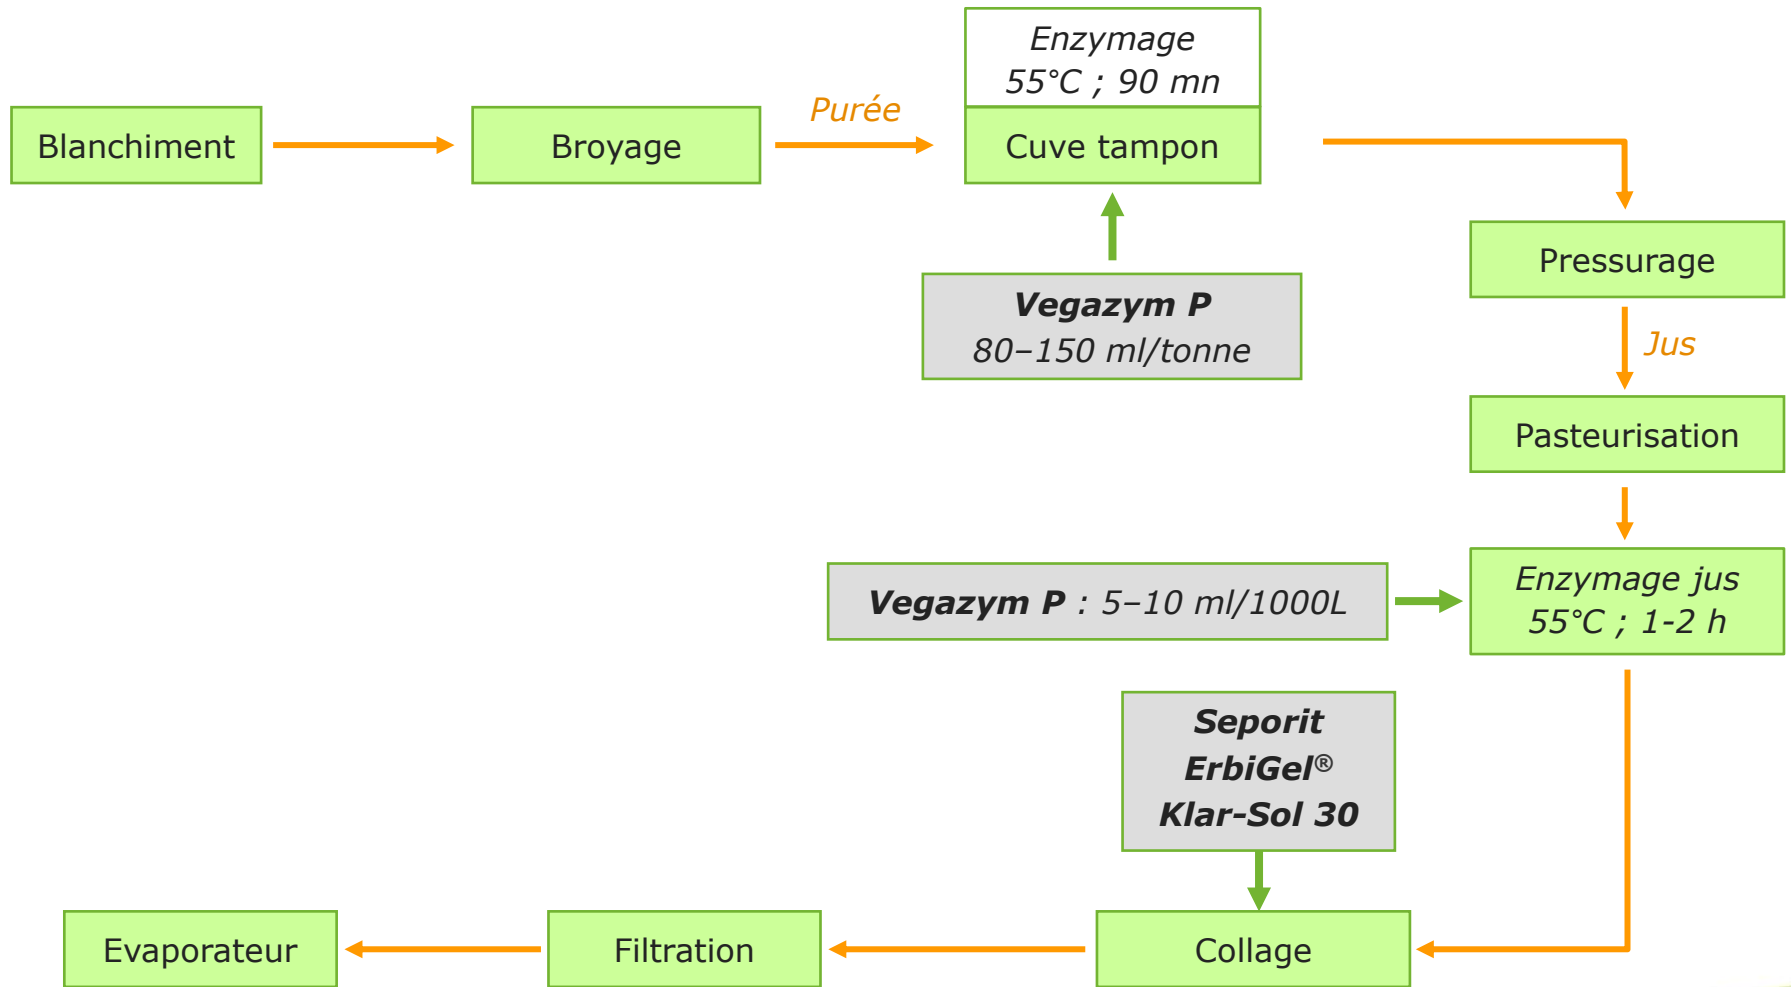 Blanchiment
Broyage
Purée
Enzymage
55°C ; 90 mn
Cuve tampon
Vegazym P
80–150 ml/tonne
Pressurage
Jus
Pasteurisation
Vegazym P : 5–10 ml/1000L
Enzymage jus
55°C ; 1-2 h
Seporit
ErbiGel®
Klar-Sol 30
Collage
Filtration
Evaporateur